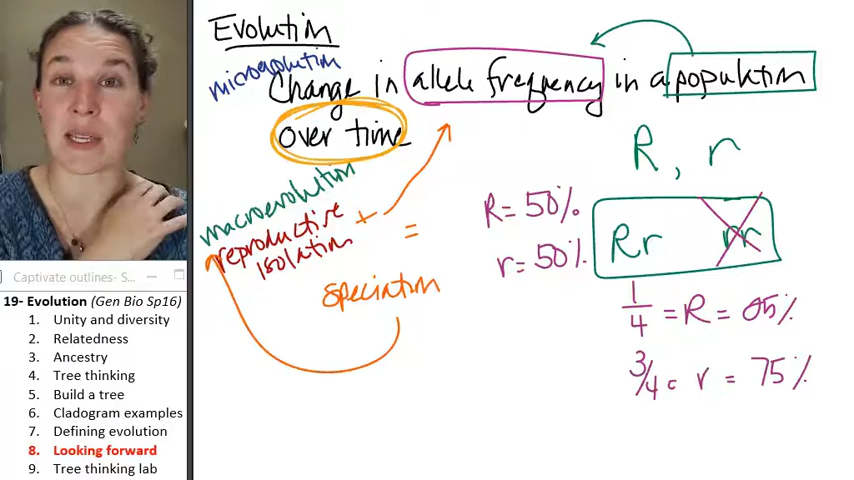 Evolution
microevolution
Change in allele frequency in a population
over time
R, r
macroevolution
reproductive
isolation
+
=
speciation
R = 50%
r = 50%
Rr rr
1/4 = R = 05%
3/4 = r = 75%
Captivate outlines- S...
19- Evolution (Gen Bio Sp16)
1. Unity and diversity
2. Relatedness
3. Ancestry
4. Tree thinking
5. Build a tree
6. Cladogram examples
7. Defining evolution
8. Looking forward
9. Tree thinking lab